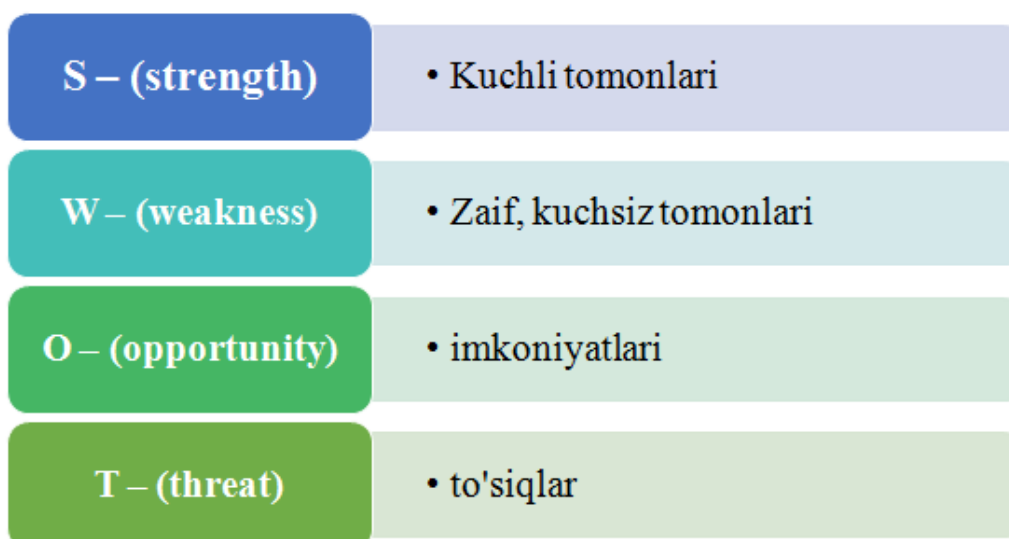 S – (strength)
• Kuchli tomonlari
W – (weakness)
• Zaif, kuchsiz tomonlari
O – (opportunity)
• imkoniyatlari
T – (threat)
• to'siqlar